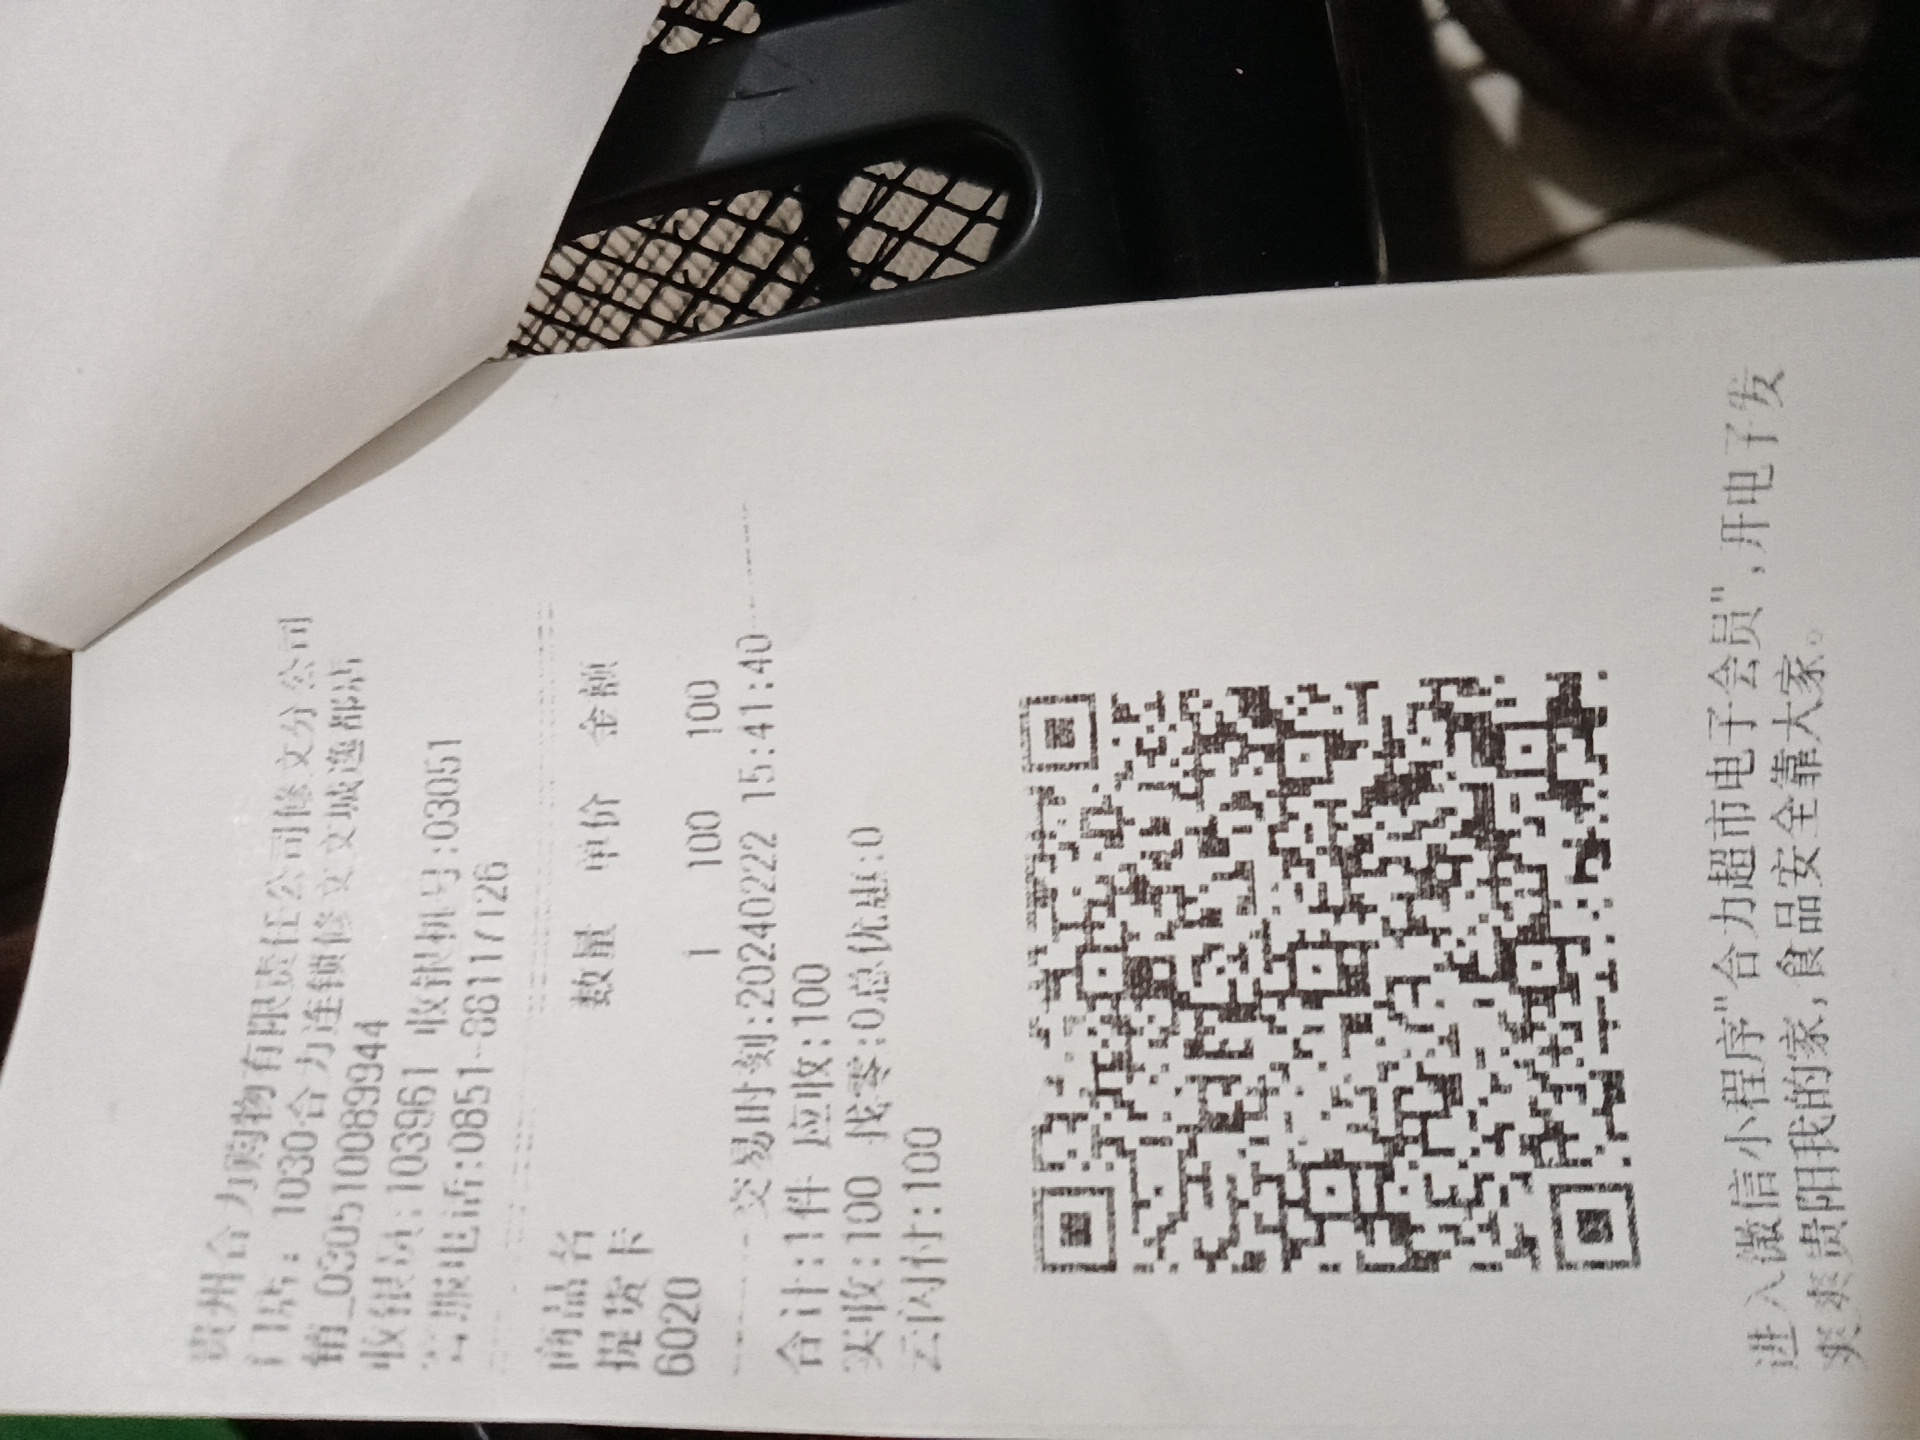 贵州合力购物有限责任公司修文分公司
门店: 1030合力连锁修文文城逸都店
销_0305100899944
收银员:103961 收银机号:03051
客服电话:0851-88117126
商品名 数量 单价 金额
提货卡
6020 1 100 100
交易时刻:20240222 15:41:40
合计:1件 应收:100
实收:100 找零:0总优惠:0
云闪付:100
进入微信小程序"合力超市电子会员",开电子发
爽爽贵阳我的家,食品安全靠大家。